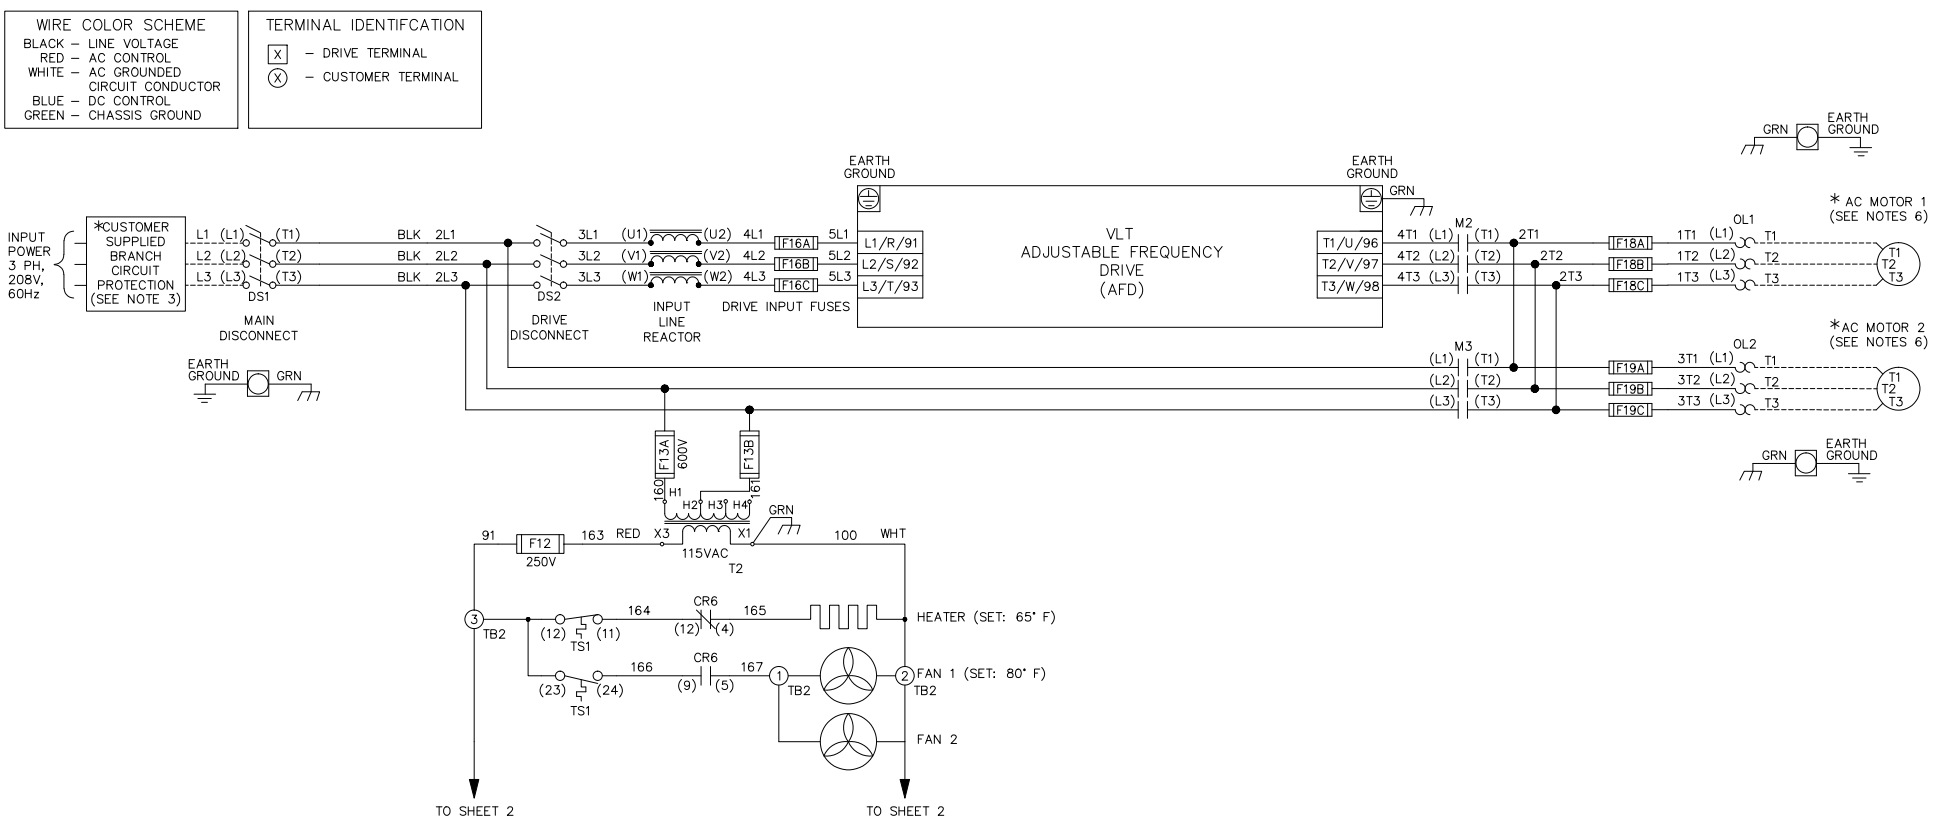 WIRE COLOR SCHEME
BLACK – LINE VOLTAGE
RED – AC CONTROL
WHITE – AC GROUNDED
CIRCUIT CONDUCTOR
BLUE – DC CONTROL
GREEN – CHASSIS GROUND
TERMINAL IDENTIFCATION
X – DRIVE TERMINAL
X – CUSTOMER TERMINAL
GRN
EARTH
GROUND
INPUT
POWER
3 PH,
208V,
60Hz
*CUSTOMER
SUPPLIED
BRANCH
CIRCUIT
PROTECTION
(SEE NOTE 3)
L1 (L1) (T1)
L2 (L2) (T2)
L3 (L3) (T3)
DS1
MAIN
DISCONNECT
BLK 2L1
BLK 2L2
BLK 2L3
DS2
DRIVE
DISCONNECT
3L1 (U1) (U2) 4L1 F16A 5L1
3L2 (V1) (V2) 4L2 F16B 5L2
3L3 (W1) (W2) 4L3 F16C 5L3
INPUT
LINE
REACTOR
DRIVE INPUT FUSES
EARTH
GROUND
L1/R/91
L2/S/92
L3/T/93
VLT
ADJUSTABLE FREQUENCY
DRIVE
(AFD)
EARTH
GROUND
GRN
T1/U/96
T2/V/97
T3/W/98
M2
4T1 (L1) (T1) 2T1 F18A 1T1 (L1) T1
4T2 (L2) (T2) 2T2 F18B 1T2 (L2) T2
4T3 (L3) (T3) 2T3 F18C 1T3 (L3) T3
OL1
* AC MOTOR 1
(SEE NOTES 6)
T1
T2
T3
EARTH
GROUND
GRN
M3
(L1) (T1) F19A 3T1 (L1) T1
(L2) (T2) F19B 3T2 (L2) T2
(L3) (T3) F19C 3T3 (L3) T3
OL2
*AC MOTOR 2
(SEE NOTES 6)
T1
T2
T3
GRN
EARTH
GROUND
F13A
600V
F13B
160
161
H1
H2
H3
H4
GRN
91
F12
250V
163
RED
X3
X1
115VAC
T2
100
WHT
3
TB2
(12) (11)
TS1
164
CR6
(12) (4)
165
HEATER (SET: 65° F)
(23) (24)
TS1
166
CR6
(9) (5)
167
1
TB2
2
TB2
FAN 1 (SET: 80° F)
FAN 2
TO SHEET 2
TO SHEET 2